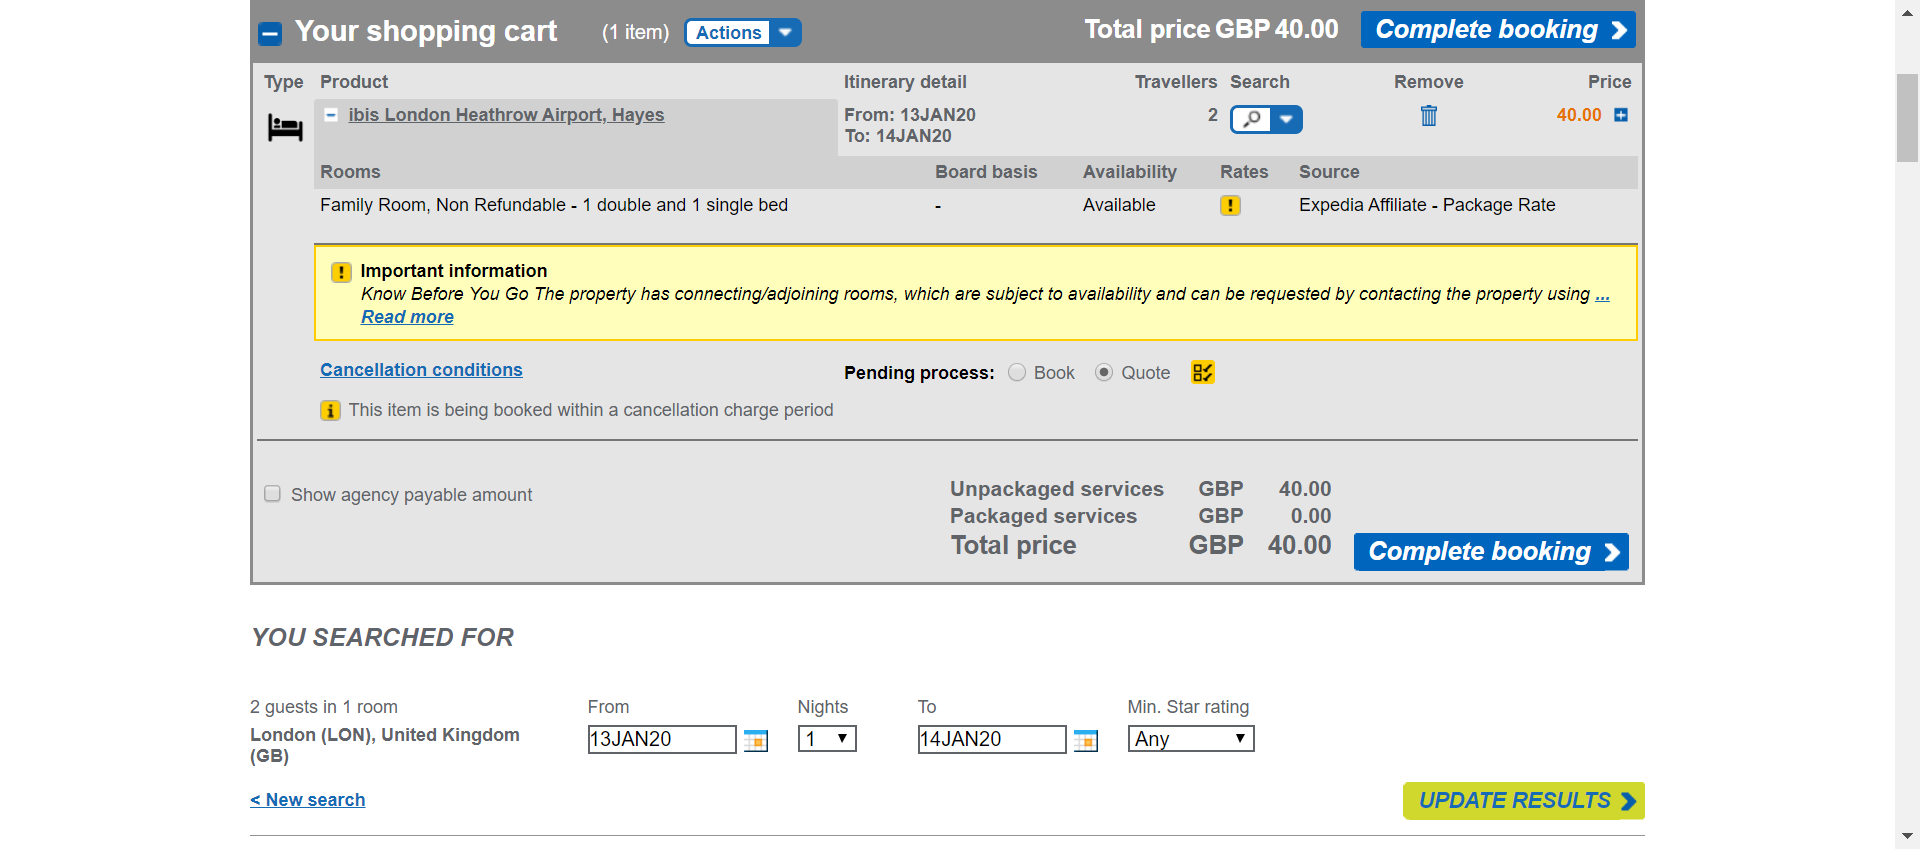 Your shopping cart (1 item) Actions Total price GBP 40.00 Complete booking
Type Product Itinerary detail Travellers Search Remove Price
ibis London Heathrow Airport, Hayes From: 13JAN20 2 40.00
To: 14JAN20
Rooms Board basis Availability Rates Source
Family Room, Non Refundable - 1 double and 1 single bed - Available Expedia Affiliate - Package Rate
Important information
Know Before You Go The property has connecting/adjoining rooms, which are subject to availability and can be requested by contacting the property using ...
Read more
Cancellation conditions Pending process: Book Quote
This item is being booked within a cancellation charge period
Show agency payable amount
Unpackaged services GBP 40.00
Packaged services GBP 0.00
Total price GBP 40.00 Complete booking
YOU SEARCHED FOR
2 guests in 1 room From Nights To Min. Star rating
London (LON), United Kingdom 13JAN20 1 14JAN20 Any
(GB)
< New search UPDATE RESULTS